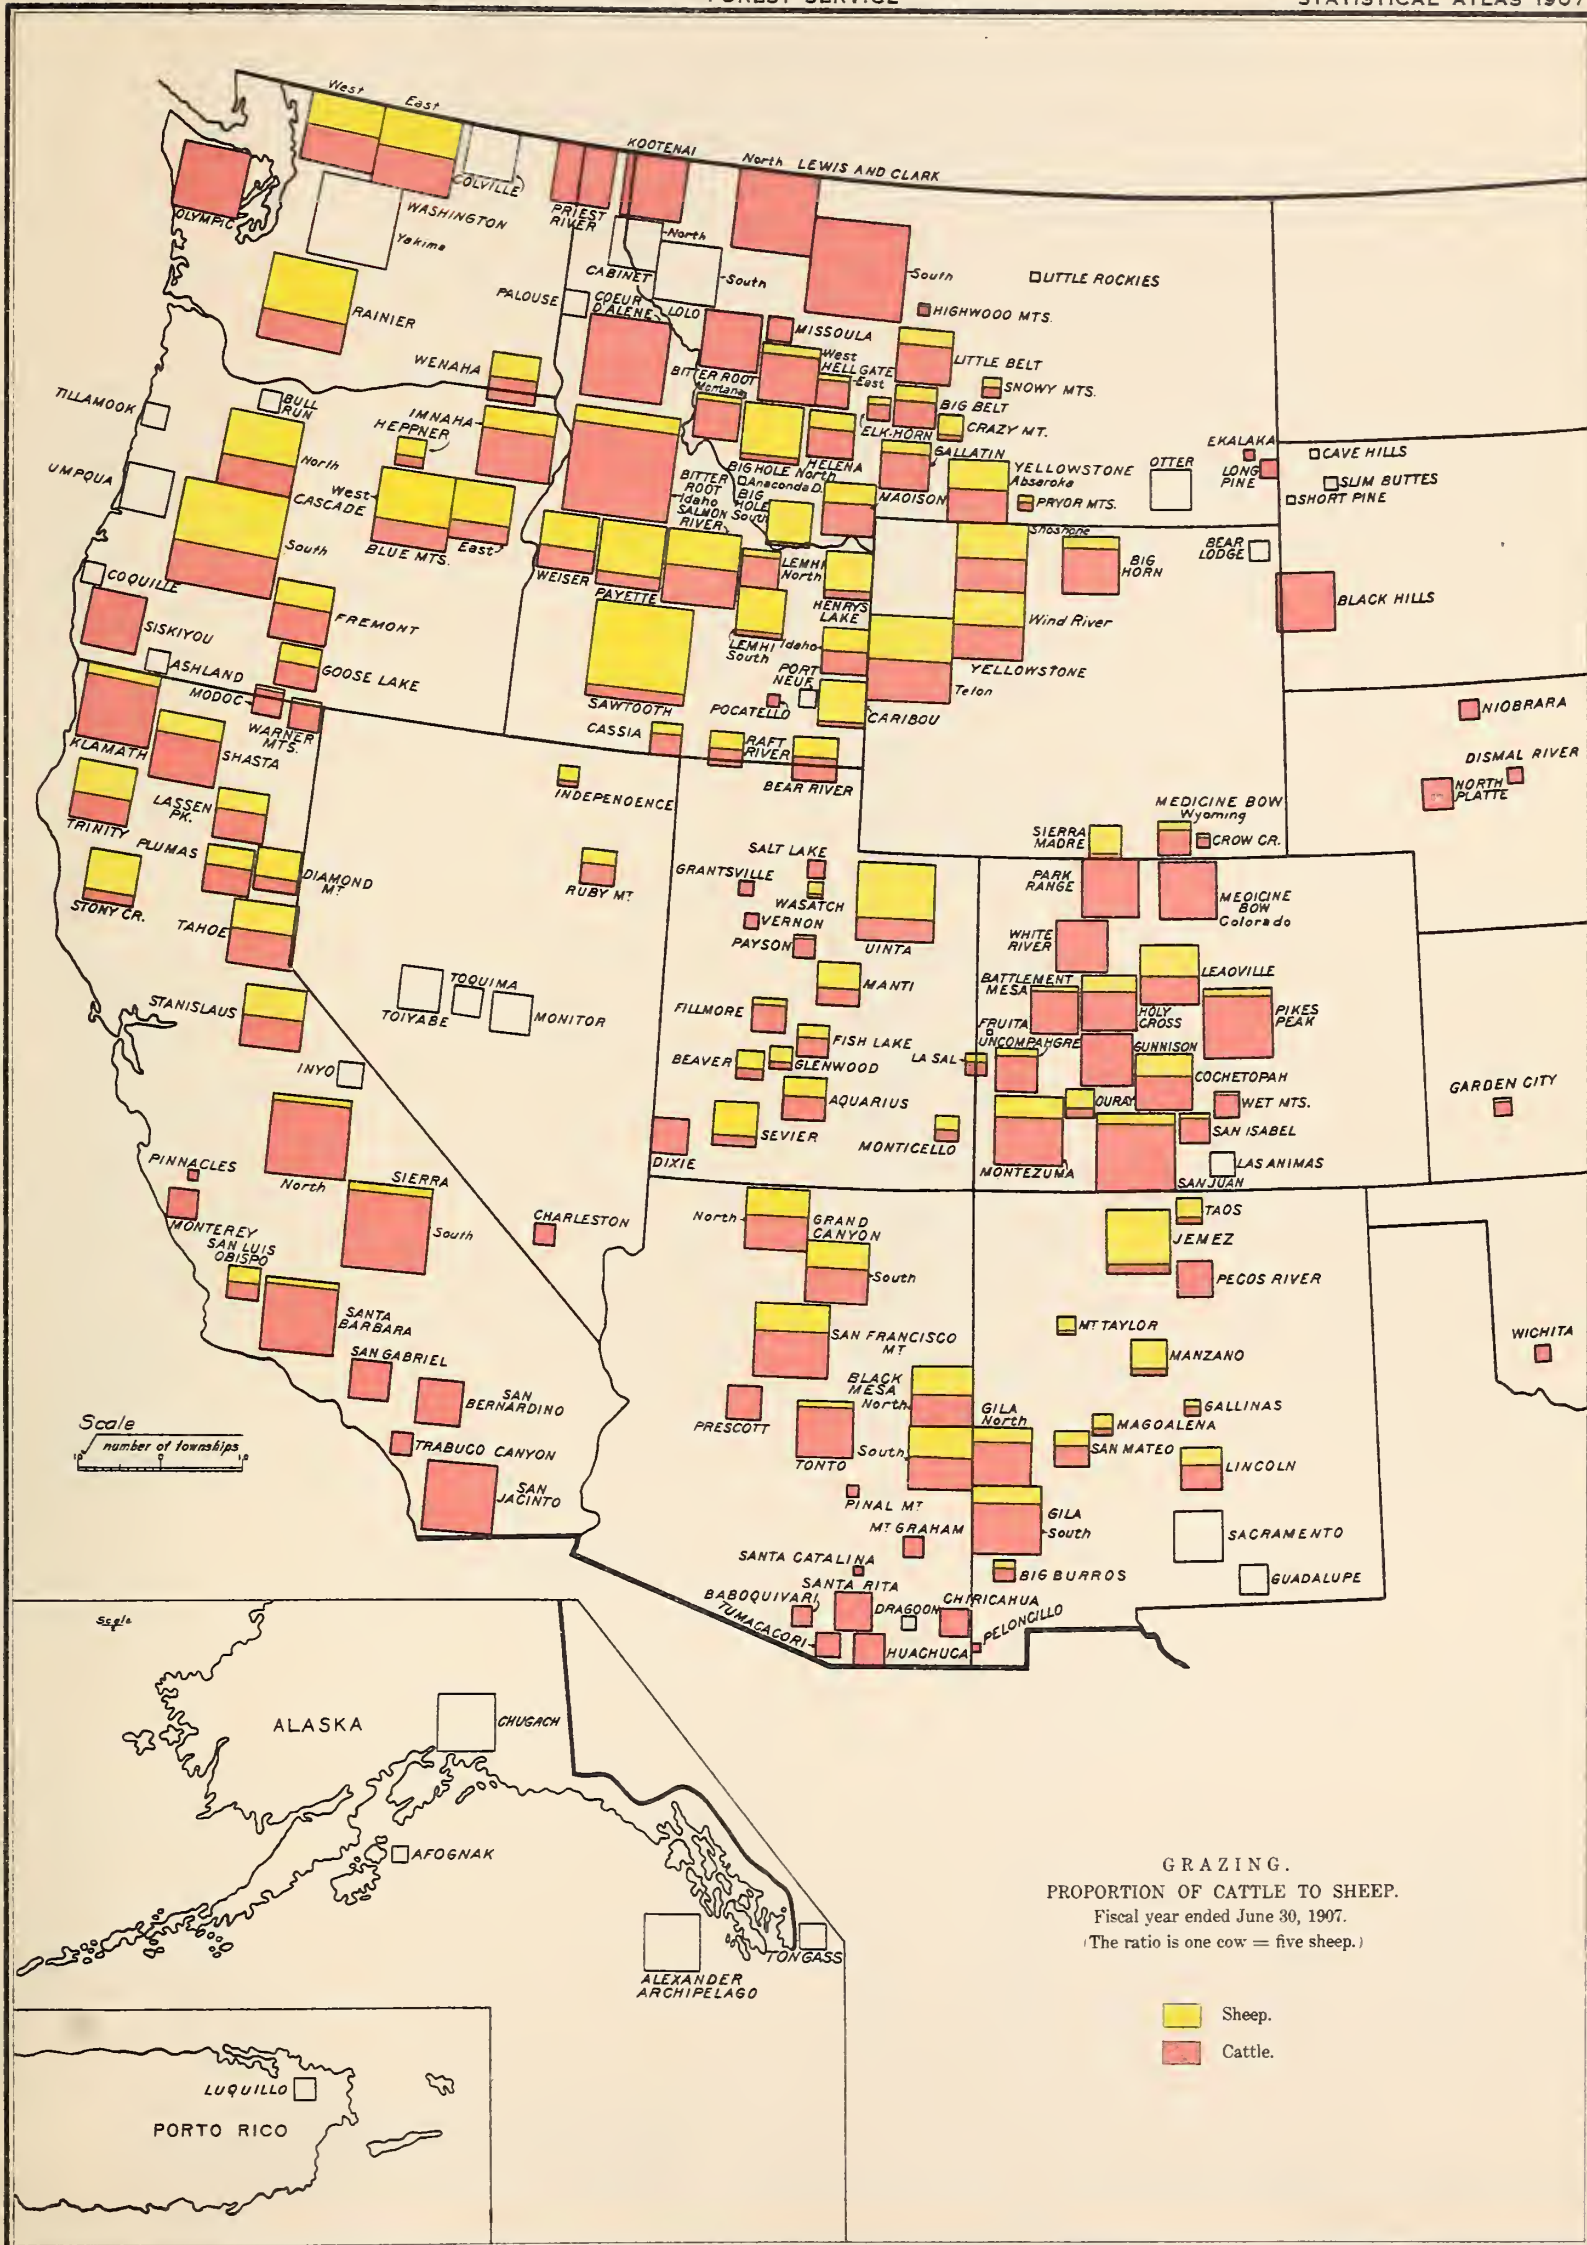 FOREST SERVICE
STATISTICAL ATLAS 1907
West
East
COLVILLE
OLYMPIC
WASHINGTON
Yakima
RAINIER
WENAHA
PRIEST
RIVER
KOOTENAI
North LEWIS AND CLARK
South
CABINET
North
South
LOLO
PALOUSE
COEUR
D'ALENE
MISSOULA
LITTLE ROCKIES
HIGHWOOD MTS.
LITTLE BELT
West
HELL GATE
East
BITTER ROOT
Montana
SNOWY MTS.
BIG BELT
ELK-HORN
CRAZY MT.
TILLAMOOK
BULL
RUN
IMNAHA
HEPPNER
UMPQUA
North
West
CASCADE
South
BLUE MTS.
East
BIG HOLE North
HELENA
GALLATIN
MADISON
YELLOWSTONE
Absaroka
PRYOR MTS.
OTTER
EKALAKA
LONG
PINE
CAVE HILLS
SLIM BUTTES
SHORT PINE
BITTER
ROOT
Idaho
SALMON
RIVER
Anaconda D.
BIG
HOLE
South
BEAR
LODGE
BLACK HILLS
Shoshone
BIG
HORN
WEISER
PAYETTE
LEMHI
North
HENRYS
LAKE
LEMHI
South
Idaho
PORT
NEUF
Wind River
YELLOWSTONE
Teton
COQUILLE
SISKIYOU
FREMONT
ASHLAND
GOOSE LAKE
MODOC
WARNER
MTS.
KLAMATH
SHASTA
SAWTOOTH
POCATELLO
CARIBOU
CASSIA
RAFT
RIVER
BEAR RIVER
INDEPENDENCE
NIOBRARA
DISMAL RIVER
NORTH
PLATTE
TRINITY
LASSEN
PK.
PLUMAS
DIAMOND
MT
STONY CR.
TAHOE
RUBY MT
SALT LAKE
GRANTSVILLE
WASATCH
VERNON
PAYSON
UINTA
MEDICINE BOW
Wyoming
SIERRA
MADRE
CROW CR.
PARK
RANGE
MEDICINE
BOW
Colorado
WHITE
RIVER
STANISLAUS
TOQUIMA
TOIYABE
MONITOR
INYO
MANTI
FILLMORE
FISH LAKE
BEAVER
GLENWOOD
AQUARIUS
SEVIER
DIXIE
MONTICELLO
LA SAL
BATTLEMENT
MESA
LEADVILLE
FRUITA
HOLY
CROSS
PIKES
PEAK
UNCOMPAHGRE
GUNNISON
COCHETOPAH
OURAY
WET MTS.
SAN ISABEL
LAS ANIMAS
MONTEZUMA
SAN JUAN
GARDEN CITY
North
SIERRA
South
PINNACLES
MONTEREY
SAN LUIS
OBISPO
SANTA
BARBARA
CHARLESTON
SAN GABRIEL
SAN
BERNARDINO
TRABUCO CANYON
SAN
JACINTO
Scale
√number of townships
10 0 10
North
GRAND
CANYON
South
SAN FRANCISCO
MT
PRESCOTT
TONTO
BLACK
MESA
North
South
GILA
North
TAOS
JEMEZ
PECOS RIVER
MT TAYLOR
MANZANO
GALLINAS
MAGDALENA
SAN MATEO
LINCOLN
WICHITA
PINAL MT
MT GRAHAM
GILA
South
SACRAMENTO
BIG BURROS
GUADALUPE
SANTA CATALINA
BABOQUIVARI
SANTA RITA
DRAGOON
CHIRICAHUA
TUMACACORI
HUACHUCA
PELONCILLO
Scale
ALASKA
CHUGACH
AFOGNAK
ALEXANDER
ARCHIPELAGO
TONGASS
LUQUILLO
PORTO RICO
GRAZING.
PROPORTION OF CATTLE TO SHEEP.
Fiscal year ended June 30, 1907.
(The ratio is one cow = five sheep.)
Sheep.
Cattle.